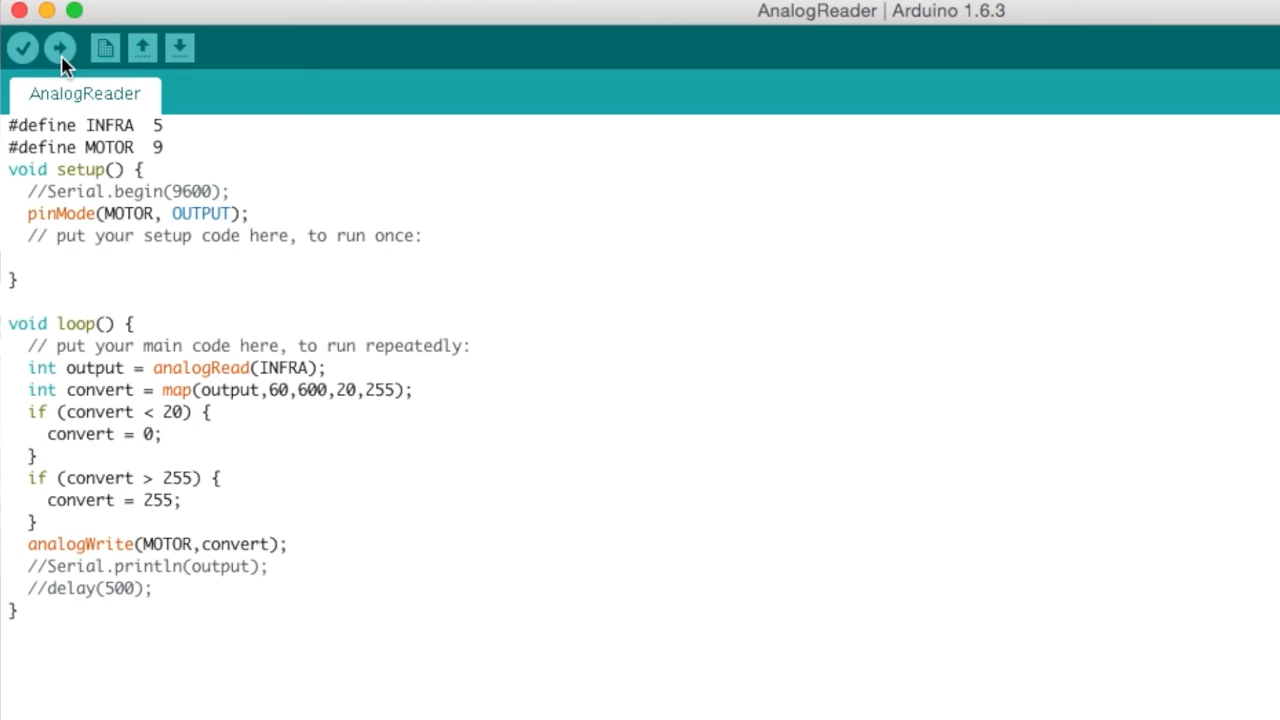 AnalogReader | Arduino 1.6.3
AnalogReader
#define INFRA  5
#define MOTOR  9
void setup() {
  //Serial.begin(9600);
  pinMode(MOTOR, OUTPUT);
  // put your setup code here, to run once:
}
void loop() {
  // put your main code here, to run repeatedly:
  int output = analogRead(INFRA);
  int convert = map(output,60,600,20,255);
  if (convert < 20) {
    convert = 0;
  }
  if (convert > 255) {
    convert = 255;
  }
  analogWrite(MOTOR,convert);
  //Serial.println(output);
  //delay(500);
}